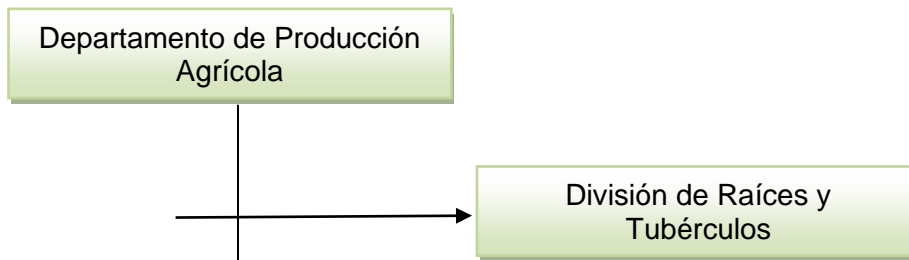 Departamento de Producción
Agrícola
División de Raíces y
Tubérculos